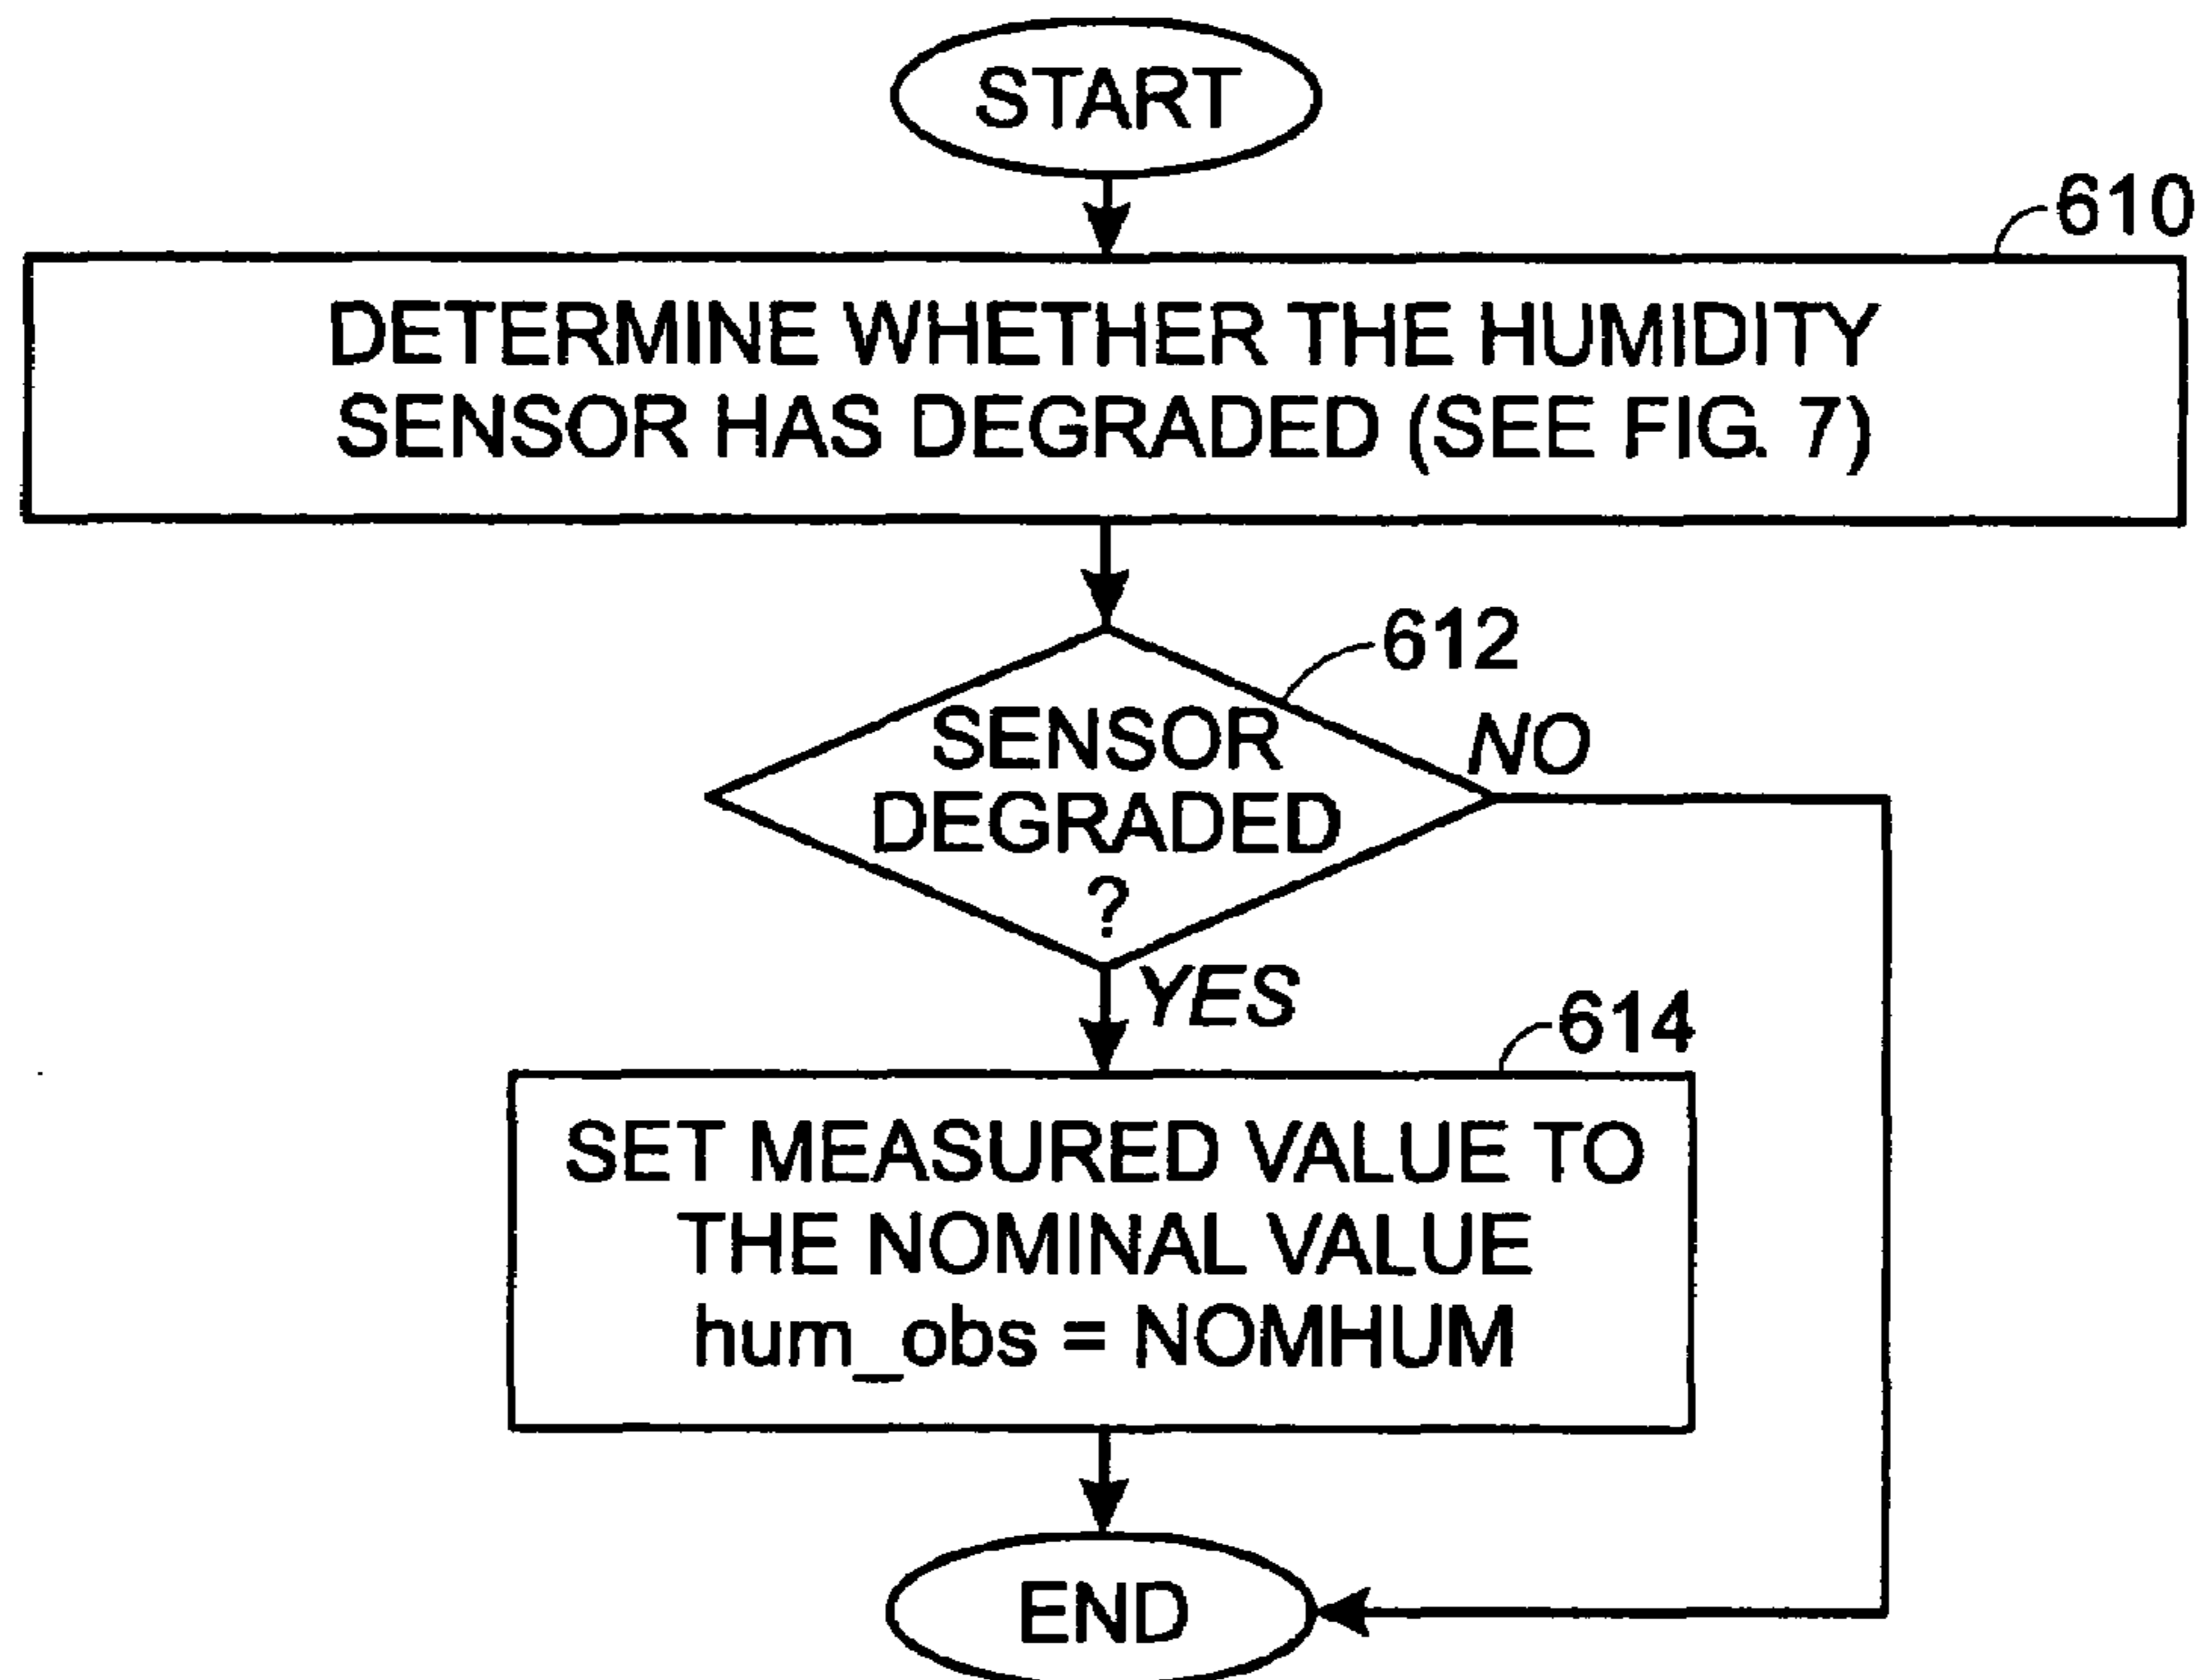 START
610
DETERMINE WHETHER THE HUMIDITY
SENSOR HAS DEGRADED (SEE FIG. 7)
612
SENSOR
DEGRADED
?
NO
YES
614
SET MEASURED VALUE TO
THE NOMINAL VALUE
hum_obs = NOMHUM
END